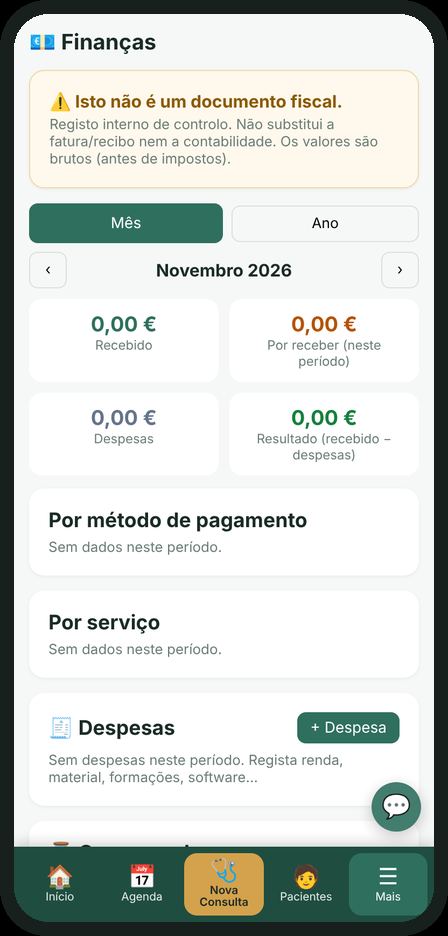 Finanças
Isto não é um documento fiscal.
Registo interno de controlo. Não substitui a
fatura/recibo nem a contabilidade. Os valores são
brutos (antes de impostos).
Mês
Ano
‹
Novembro 2026
›
0,00 €
Recebido
0,00 €
Por receber (neste
período)
0,00 €
Despesas
0,00 €
Resultado (recebido −
despesas)
Por método de pagamento
Sem dados neste período.
Por serviço
Sem dados neste período.
Despesas
+ Despesa
Sem despesas neste período. Regista renda,
material, formações, software...
Início
July
17
Agenda
Nova
Consulta
Pacientes
Mais